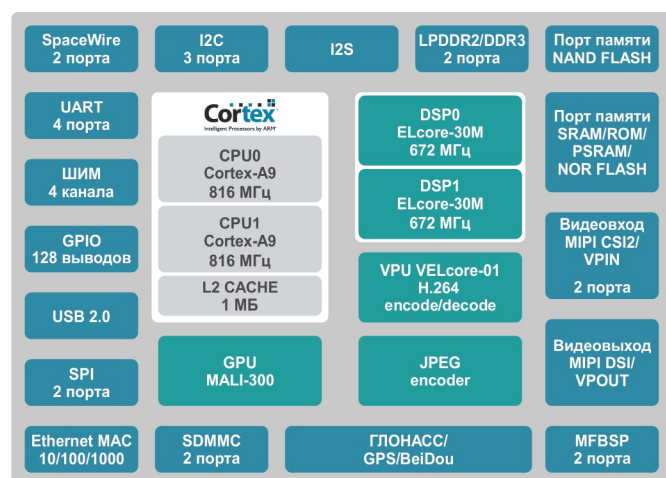 SpaceWire
2 порта
I2C
3 порта
I2S
LPDDR2/DDR3
2 порта
Порт памяти
NAND FLASH
UART
4 порта
ШИМ
4 канала
GPIO
128 выводов
USB 2.0
SPI
2 порта
Cortex
Intelligent Processors by ARM®
CPU0
Cortex-A9
816 МГц
CPU1
Cortex-A9
816 МГц
L2 CACHE
1 МБ
GPU
MALI-300
DSP0
ELcore-30M
672 МГц
DSP1
ELcore-30M
672 МГц
VPU VELcore-01
H.264
encode/decode
JPEG
encoder
Порт памяти
SRAM/ROM/
PSRAM/
NOR FLASH
Видеовход
MIPI CSI2/
VPIN
2 порта
Видеовыход
MIPI DSI/
VPOUT
Ethernet MAC
10/100/1000
SDMMC
2 порта
ГЛОНАСС/
GPS/BeiDou
MFBSP
2 порта